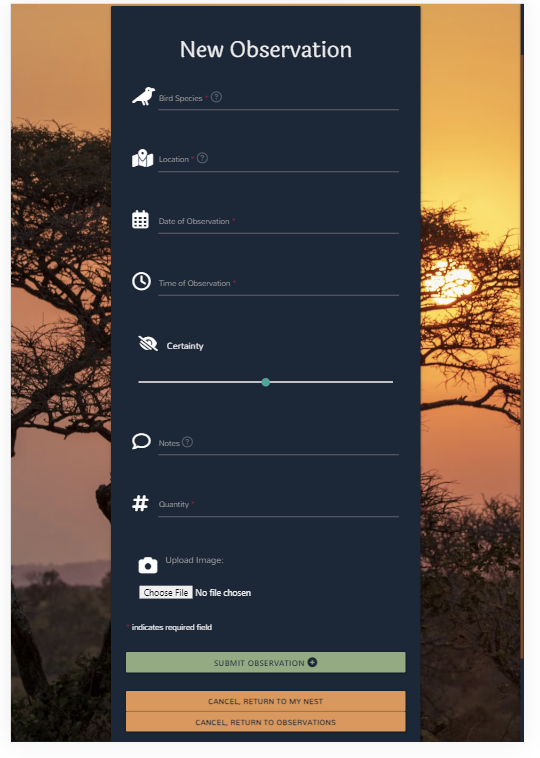 New Observation
Bird Species * ?
Location * ?
Date of Observation *
Time of Observation *
Certainty
Notes ?
Quantity *
Upload Image:
Choose File No file chosen
* indicates required field
SUBMIT OBSERVATION
CANCEL, RETURN TO MY NEST
CANCEL, RETURN TO OBSERVATIONS